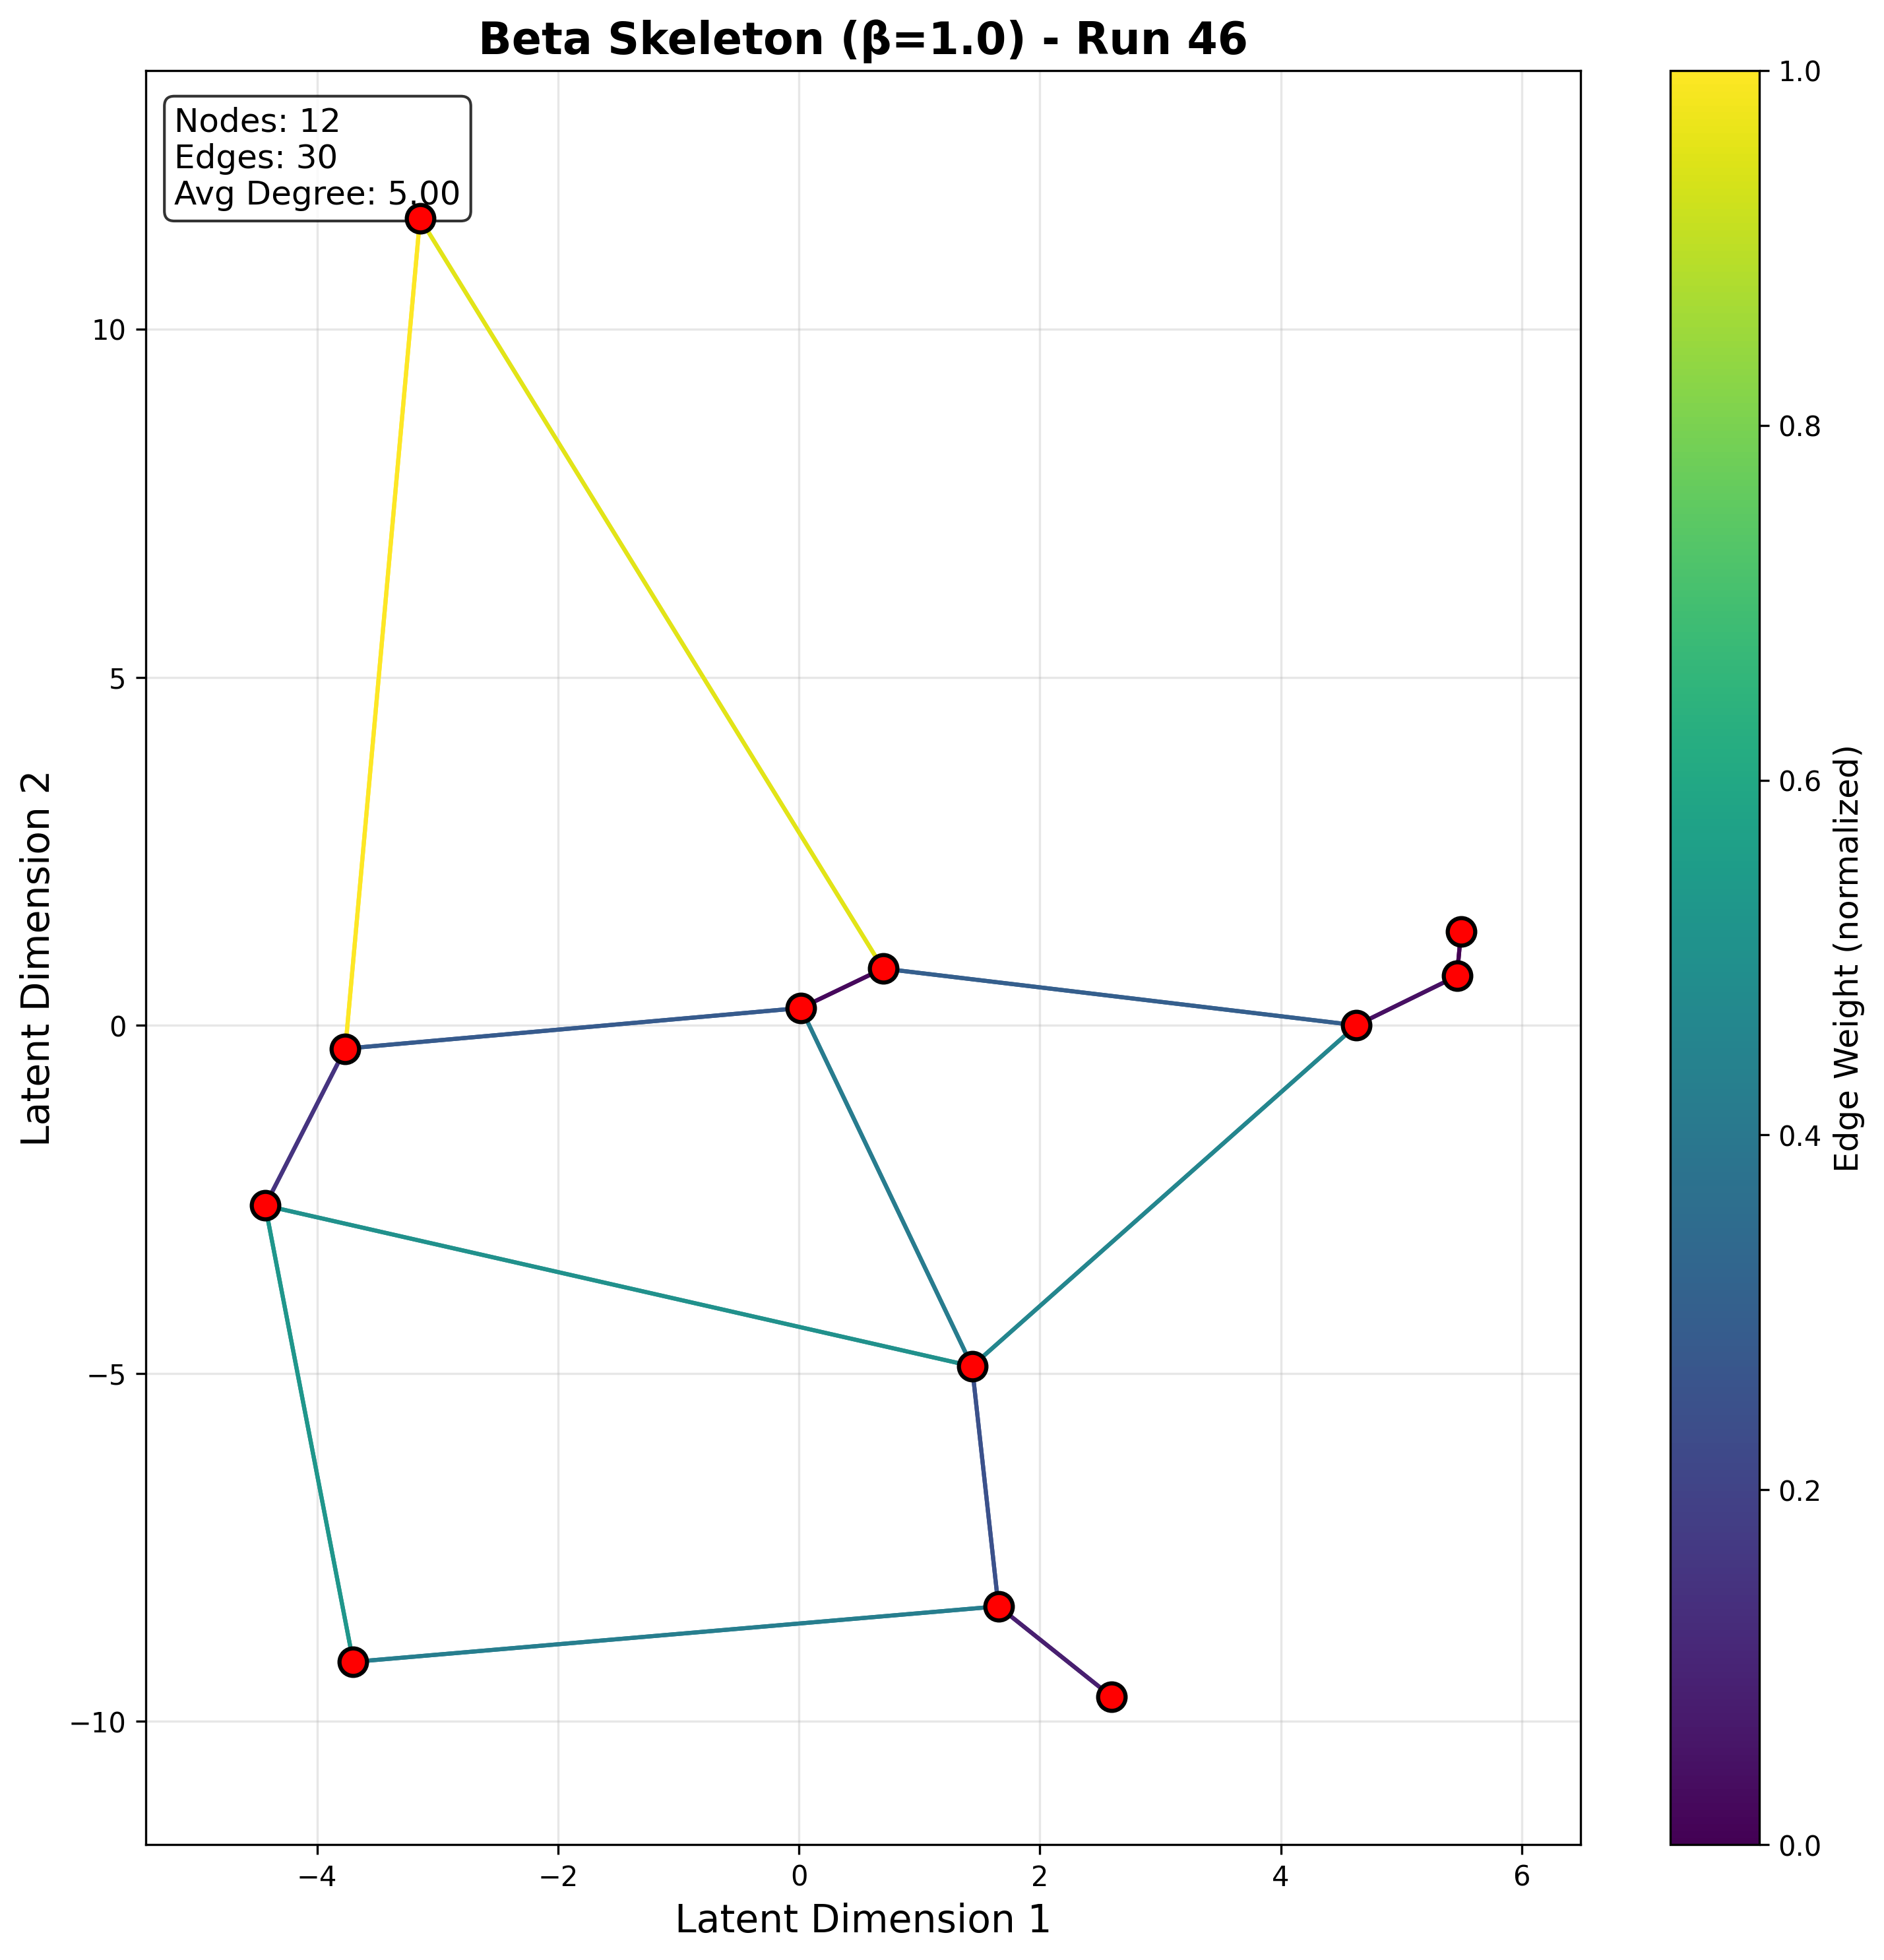 Beta Skeleton (β=1.0) - Run 46
Nodes: 12
Edges: 30
Avg Degree: 5.00
10
5
0
−5
−10
Latent Dimension 2
−4
−2
0
2
4
6
Latent Dimension 1
1.0
0.8
0.6
0.4
0.2
0.0
Edge Weight (normalized)